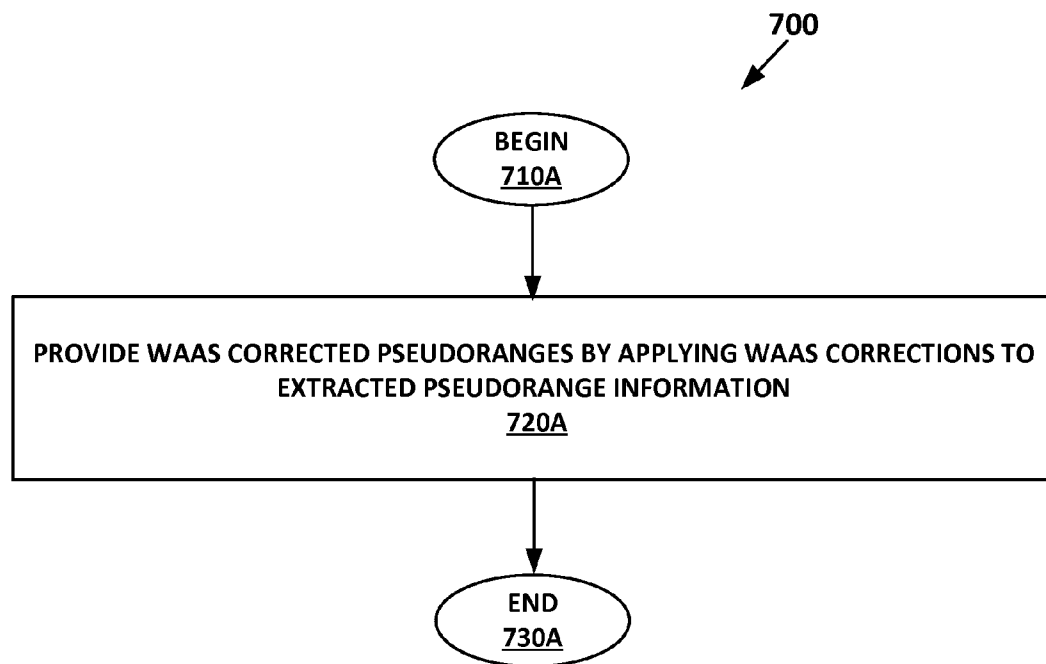 700
BEGIN
710A
PROVIDE WAAS CORRECTED PSEUDORANGES BY APPLYING WAAS CORRECTIONS TO
EXTRACTED PSEUDORANGE INFORMATION
720A
END
730A